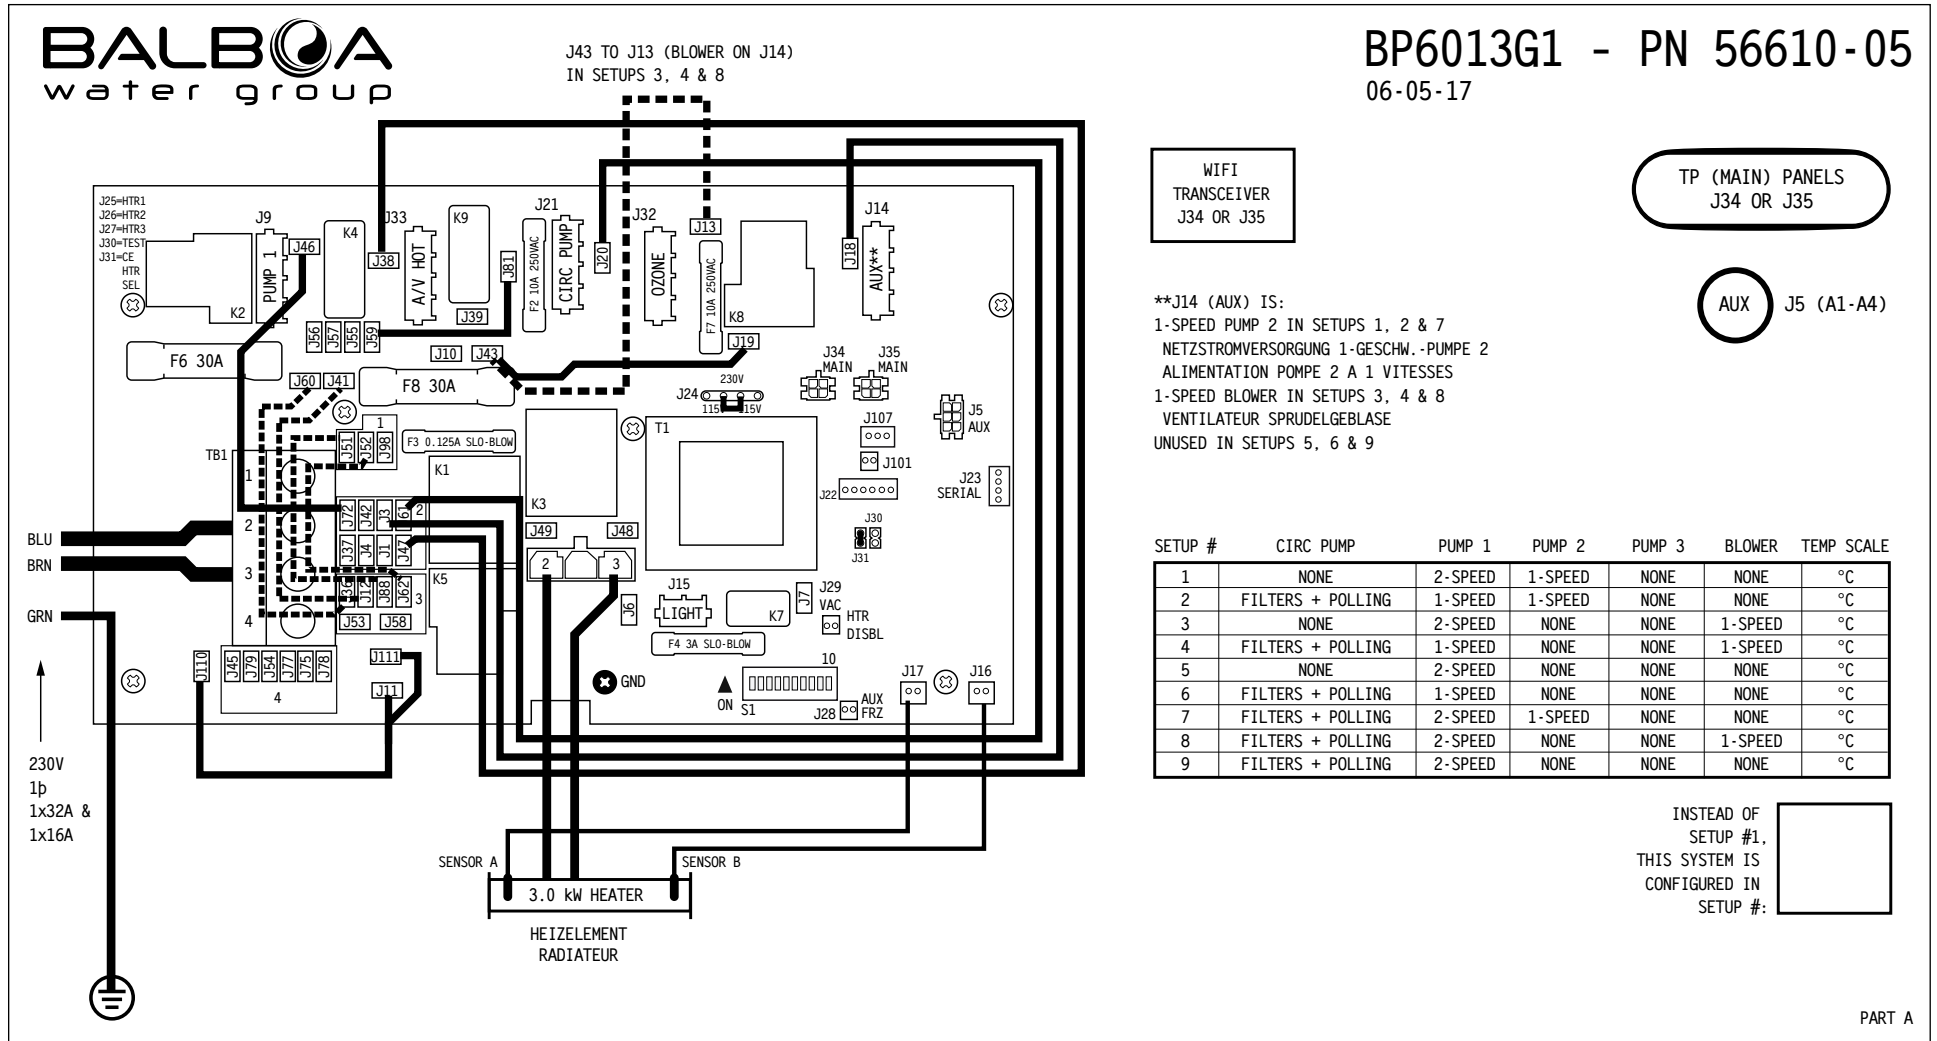 BALBOA
water group
J43 TO J13 (BLOWER ON J14)
IN SETUPS 3, 4 & 8
BP6013G1 - PN 56610-05
06-05-17
WIFI
TRANSCEIVER
J34 OR J35
TP (MAIN) PANELS
J34 OR J35
AUX
J5 (A1-A4)
**J14 (AUX) IS:
1-SPEED PUMP 2 IN SETUPS 1, 2 & 7
NETZSTROMVERSORGUNG 1-GESCHW.-PUMPE 2
ALIMENTATION POMPE 2 A 1 VITESSES
1-SPEED BLOWER IN SETUPS 3, 4 & 8
VENTILATEUR SPRUDELGEBLASE
UNUSED IN SETUPS 5, 6 & 9
J25=HTR1
J26=HTR2
J27=HTR3
J30=TEST
J31=CE
HTR
SEL
K2
J9
PUMP 1
J46
K4
J33
J38
A/V HOT
K9
J39
J81
J21
F2 10A 250VAC
CIRC PUMP
J20
J32
OZONE
J13
F7 10A 250VAC
K8
J19
J14
J18
AUX**
J56
J57
J55
J59
F6 30A
J10
J43
J60
J41
F8 30A
J34
MAIN
J35
MAIN
230V
J24
115V
115V
J5
AUX
J107
J101
J22
J23
SERIAL
J30
J31
T1
1
J51
J52
J98
F3 0.125A SLO-BLOW
TB1
1
2
3
4
K1
K3
J72
J42
J3
J61
2
J37
J4
J1
J47
J49
J48
2
3
K5
J36
J12
J88
J62
3
J53
J58
J6
J15
LIGHT
K7
J7
J29
VAC
HTR
DISBL
F4 3A SLO-BLOW
J110
J45
J79
J54
J77
J75
J78
4
J111
J11
GND
ON
S1
10
J28
AUX
FRZ
J17
J16
BLU
BRN
GRN
230V
1þ
1x32A &
1x16A
SENSOR A
SENSOR B
3.0 kW HEATER
HEIZELEMENT
RADIATEUR
SETUP # CIRC PUMP PUMP 1 PUMP 2 PUMP 3 BLOWER TEMP SCALE
1 NONE 2-SPEED 1-SPEED NONE NONE °C
2 FILTERS + POLLING 1-SPEED 1-SPEED NONE NONE °C
3 NONE 2-SPEED NONE NONE 1-SPEED °C
4 FILTERS + POLLING 1-SPEED NONE NONE 1-SPEED °C
5 NONE 2-SPEED NONE NONE NONE °C
6 FILTERS + POLLING 1-SPEED NONE NONE NONE °C
7 FILTERS + POLLING 2-SPEED 1-SPEED NONE NONE °C
8 FILTERS + POLLING 2-SPEED NONE NONE 1-SPEED °C
9 FILTERS + POLLING 2-SPEED NONE NONE NONE °C
INSTEAD OF
SETUP #1,
THIS SYSTEM IS
CONFIGURED IN
SETUP #:
PART A